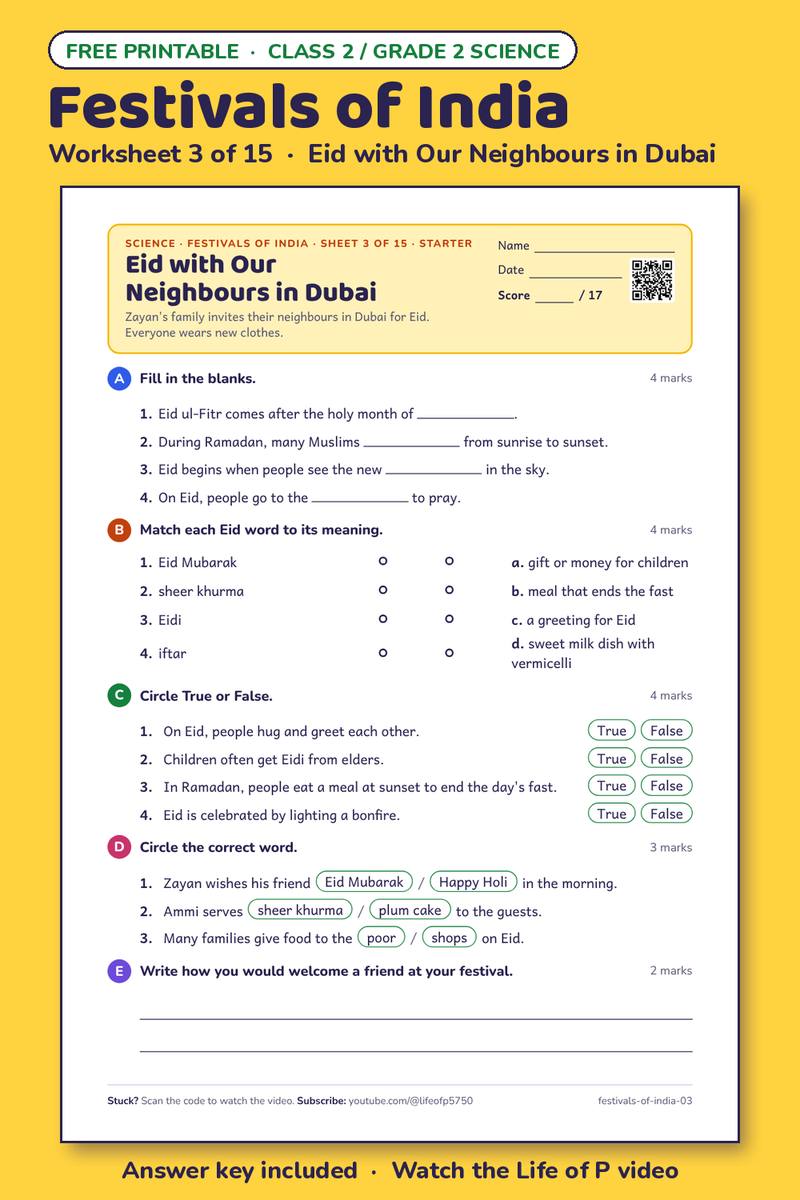 FREE PRINTABLE · CLASS 2 / GRADE 2 SCIENCE
Festivals of India
Worksheet 3 of 15 · Eid with Our Neighbours in Dubai
SCIENCE · FESTIVALS OF INDIA · SHEET 3 OF 15 · STARTER
Eid with Our
Neighbours in Dubai
Zayan's family invites their neighbours in Dubai for Eid.
Everyone wears new clothes.
Name ____
Date ____
Score ____ / 17
A Fill in the blanks. 4 marks
1. Eid ul-Fitr comes after the holy month of ____.
2. During Ramadan, many Muslims ____ from sunrise to sunset.
3. Eid begins when people see the new ____ in the sky.
4. On Eid, people go to the ____ to pray.
B Match each Eid word to its meaning. 4 marks
1. Eid Mubarak a. gift or money for children
2. sheer khurma b. meal that ends the fast
3. Eidi c. a greeting for Eid
4. iftar d. sweet milk dish with
vermicelli
C Circle True or False. 4 marks
1. On Eid, people hug and greet each other. True False
2. Children often get Eidi from elders. True False
3. In Ramadan, people eat a meal at sunset to end the day's fast. True False
4. Eid is celebrated by lighting a bonfire. True False
D Circle the correct word. 3 marks
1. Zayan wishes his friend Eid Mubarak / Happy Holi in the morning.
2. Ammi serves sheer khurma / plum cake to the guests.
3. Many families give food to the poor / shops on Eid.
E Write how you would welcome a friend at your festival. 2 marks
Stuck? Scan the code to watch the video. Subscribe: youtube.com/@lifeofp5750 festivals-of-india-03
Answer key included · Watch the Life of P video